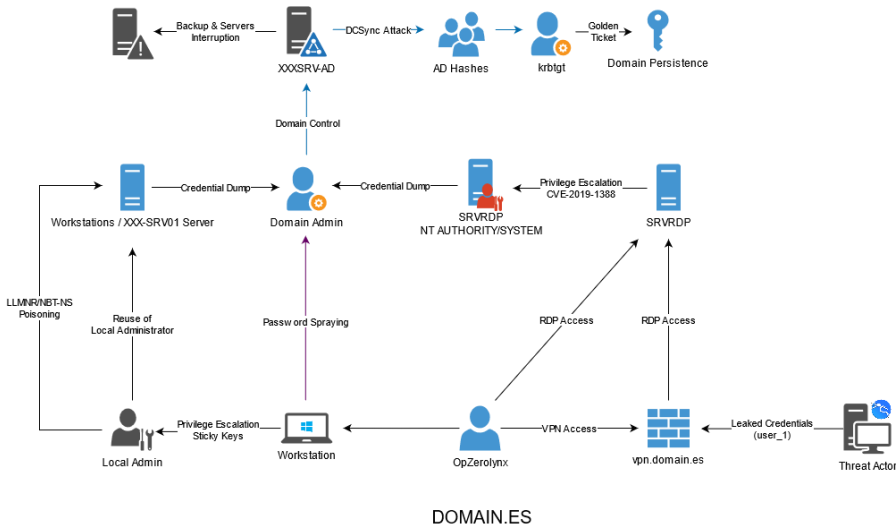 Backup & Servers
Interruption
DCSync Attack
Golden
Ticket
XXXSRV-AD
AD Hashes
krbtgt
Domain Persistence
Domain Control
Credential Dump
Credential Dump
Privilege Escalation
CVE-2019-1388
Workstations / XXX-SRV01 Server
Domain Admin
SRVRDP
NT AUTHORITY/SYSTEM
SRVRDP
LLMNR/NBT-NS
Poisoning
Reuse of
Local Administrator
Password Spraying
RDP Access
RDP Access
Privilege Escalation
Sticky Keys
VPN Access
Leaked Credentials
(user_1)
Local Admin
Workstation
OpZerolynx
vpn.domain.es
Threat Actor
DOMAIN.ES